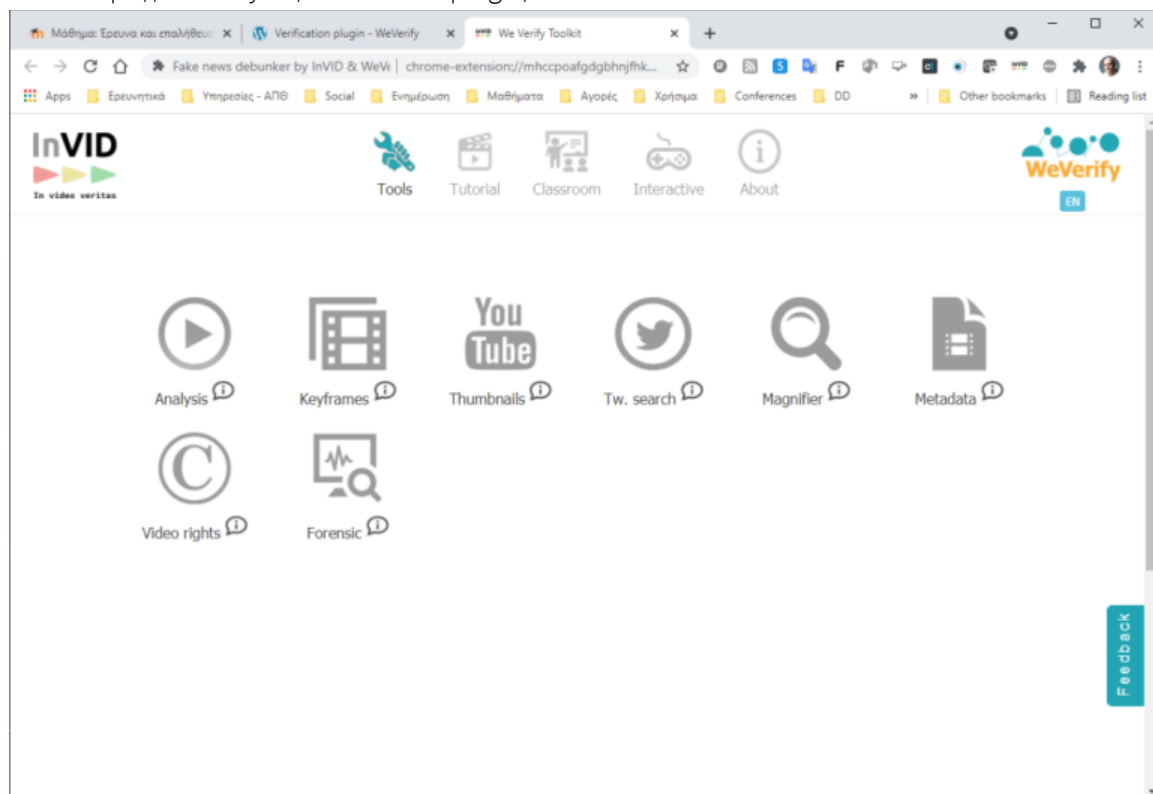 Μάθημα: Έρευνα και επαλήθευσ
Verification plugin - WeVerify
We Verify Toolkit
Fake news debunker by InVID & WeVe | chrome-extension://mhccpoafgdgbhnjfhk...
Apps Ερευνητικά Υπηρεσίες - ΑΠΘ Social Ενημέρωση Μαθήματα Αγορές Χρήσιμα Conferences DD » Other bookmarks Reading list
InVID
In video veritas
Tools Tutorial Classroom Interactive About
WeVerify
EN
You
Tube
Analysis Keyframes Thumbnails Tw. search Magnifier Metadata
C
Video rights Forensic
Feedback